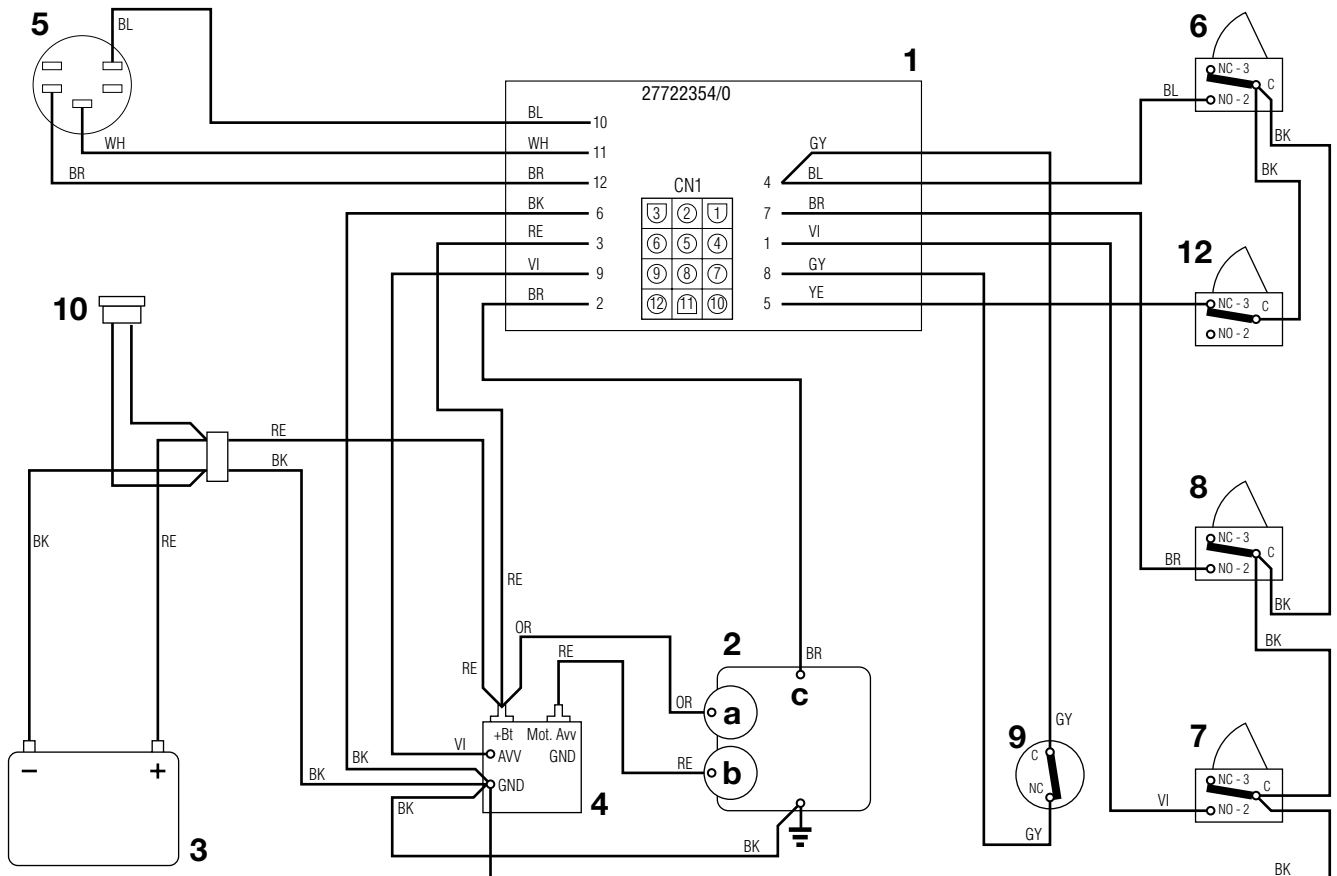 5
BL
WH
BR
1
27722354/0
BL 10
WH 11
BR 12
BK 6
RE 3
VI 9
BR 2
CN1
3 2 1
6 5 4
9 8 7
12 11 10
GY
4 BL
7 BR
1 VI
8 GY
5 YE
6
NC - 3
C
NO - 2
BL
BK
BK
12
NC - 3
C
NO - 2
10
RE
BK
BK
RE
8
NC - 3
C
NO - 2
BR
BK
BK
RE
OR
RE
RE
2
BR
c
OR
a
RE
b
+Bt Mot. Avv
VI
AVV GND
BK
BK
GND
4
BK
BK
− +
3
9
GY
C
NC
GY
7
NC - 3
C
NO - 2
VI
BK